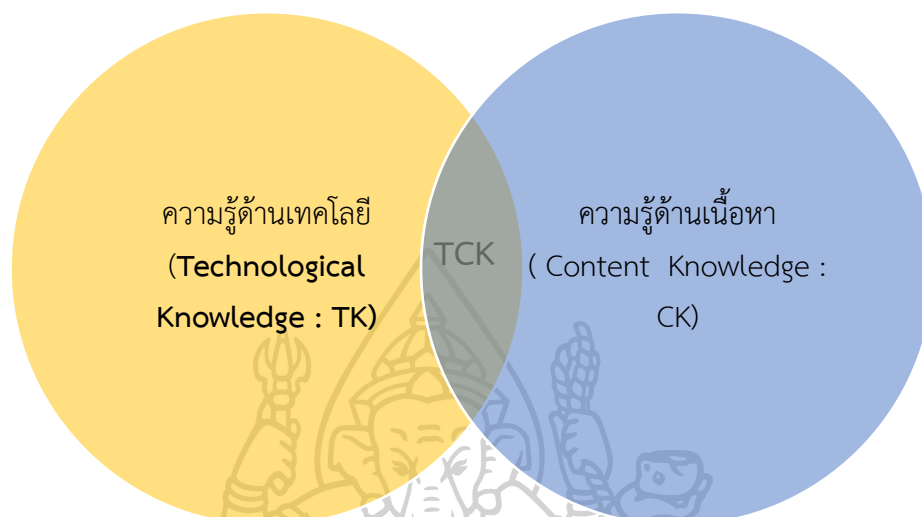 ความรู้ด้านเทคโลยี
(Technological
Knowledge : TK)
TCK
ความรู้ด้านเนื้อหา
( Content Knowledge :
CK)